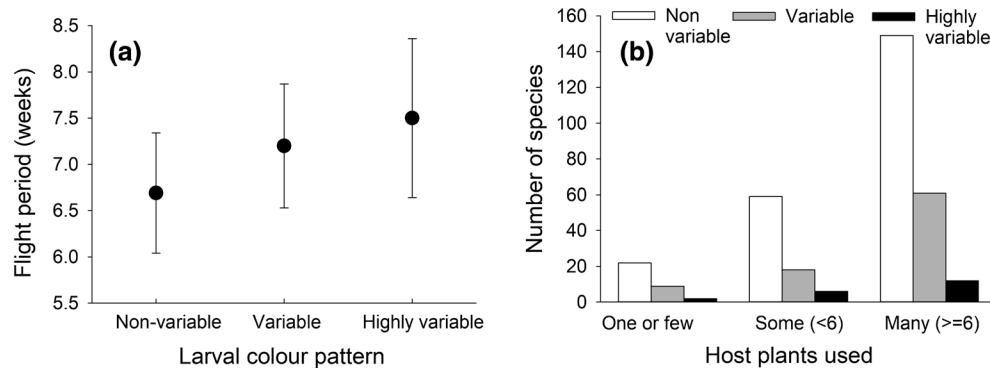 (a)
8.5
8.0
7.5
7.0
6.5
6.0
5.5
Flight period (weeks)
Non-variable Variable Highly variable
Larval colour pattern
(b)
Non variable
Variable
Highly variable
160
140
120
100
80
60
40
20
0
Number of species
One or few Some (<6) Many (>=6)
Host plants used